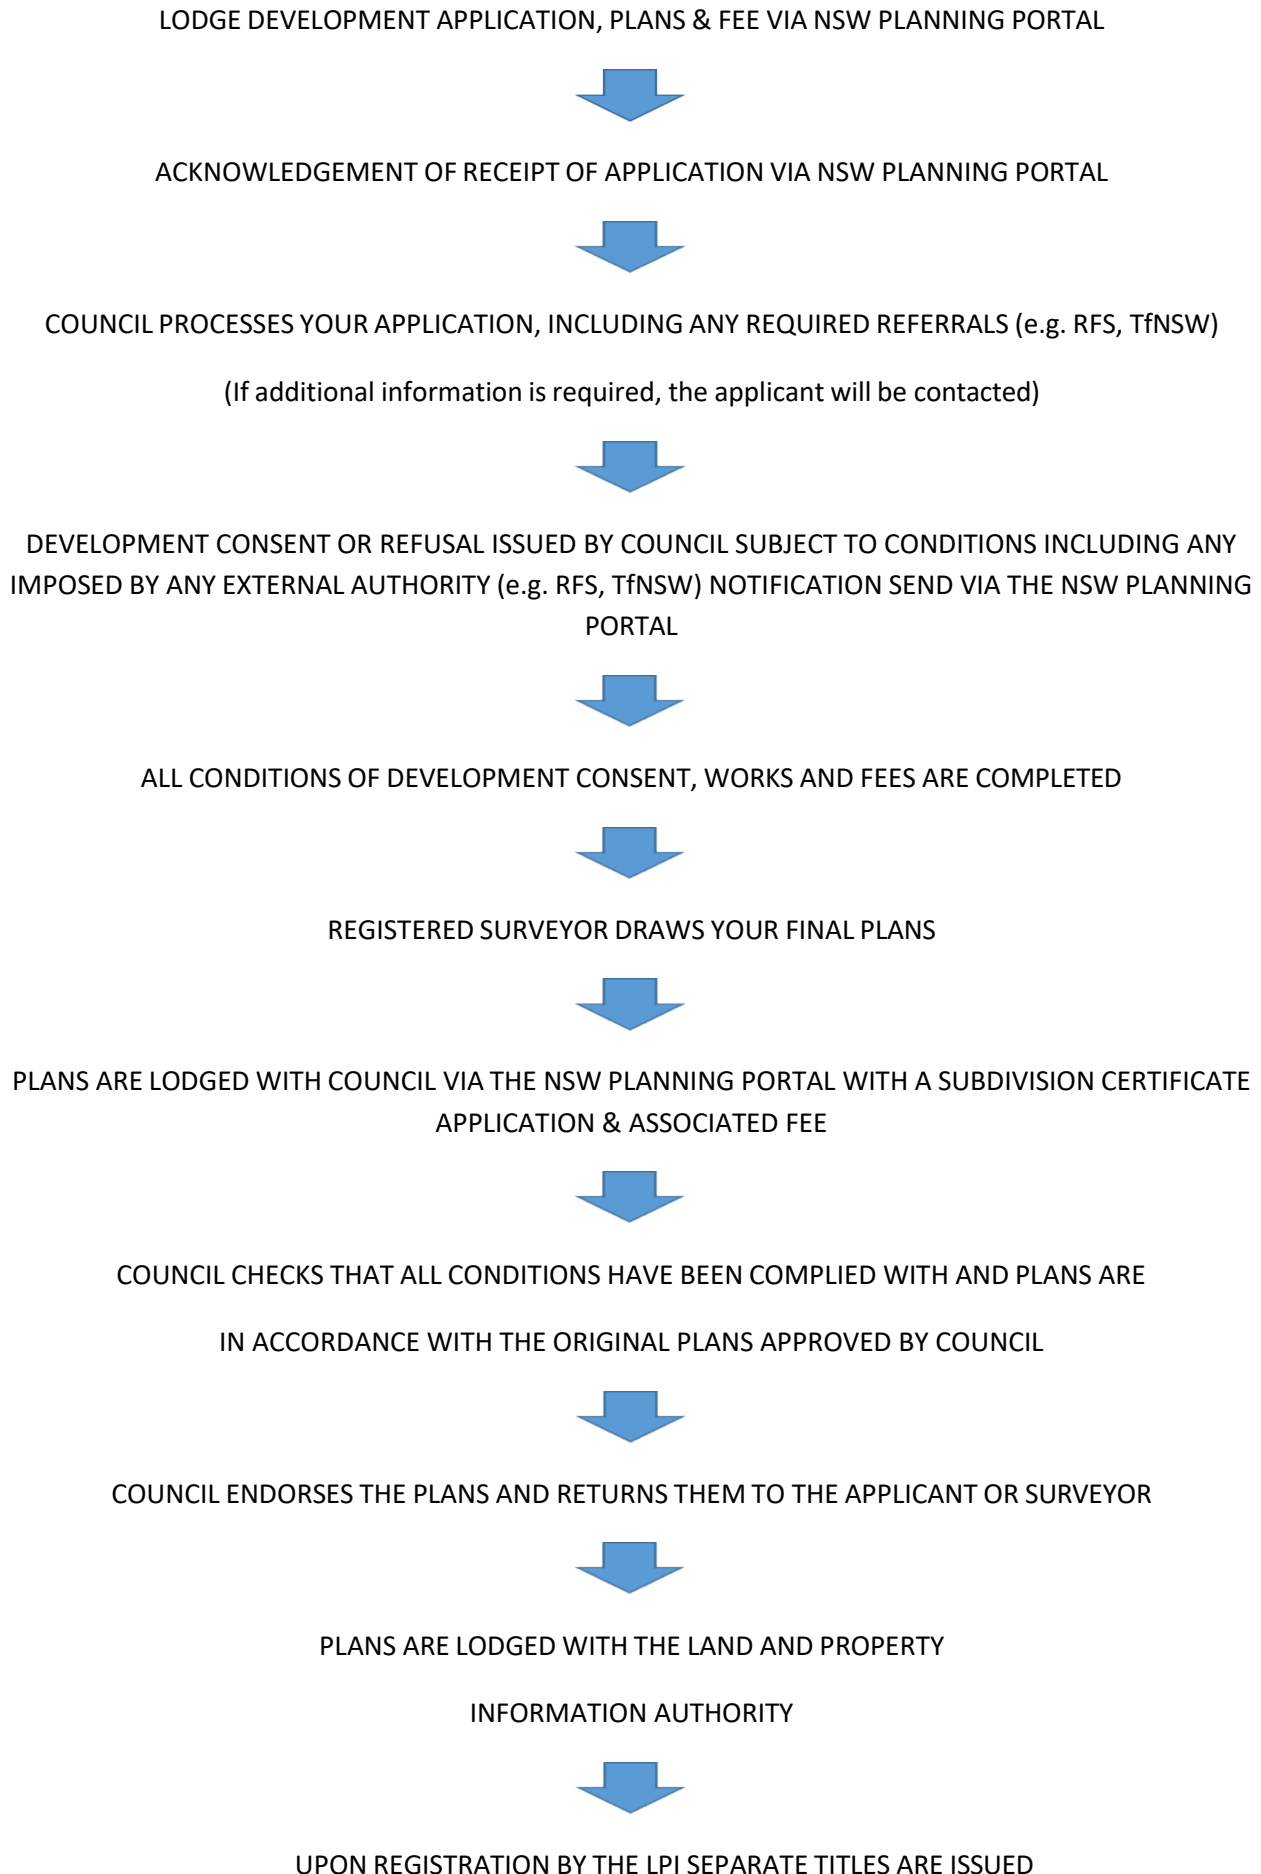 LODGE DEVELOPMENT APPLICATION, PLANS & FEE VIA NSW PLANNING PORTAL
ACKNOWLEDGEMENT OF RECEIPT OF APPLICATION VIA NSW PLANNING PORTAL
COUNCIL PROCESSES YOUR APPLICATION, INCLUDING ANY REQUIRED REFERRALS (e.g. RFS, TfNSW)
(If additional information is required, the applicant will be contacted)
DEVELOPMENT CONSENT OR REFUSAL ISSUED BY COUNCIL SUBJECT TO CONDITIONS INCLUDING ANY
IMPOSED BY ANY EXTERNAL AUTHORITY (e.g. RFS, TfNSW) NOTIFICATION SEND VIA THE NSW PLANNING
PORTAL
ALL CONDITIONS OF DEVELOPMENT CONSENT, WORKS AND FEES ARE COMPLETED
REGISTERED SURVEYOR DRAWS YOUR FINAL PLANS
PLANS ARE LODGED WITH COUNCIL VIA THE NSW PLANNING PORTAL WITH A SUBDIVISION CERTIFICATE
APPLICATION & ASSOCIATED FEE
COUNCIL CHECKS THAT ALL CONDITIONS HAVE BEEN COMPLIED WITH AND PLANS ARE
IN ACCORDANCE WITH THE ORIGINAL PLANS APPROVED BY COUNCIL
COUNCIL ENDORSES THE PLANS AND RETURNS THEM TO THE APPLICANT OR SURVEYOR
PLANS ARE LODGED WITH THE LAND AND PROPERTY
INFORMATION AUTHORITY
UPON REGISTRATION BY THE LPI SEPARATE TITLES ARE ISSUED